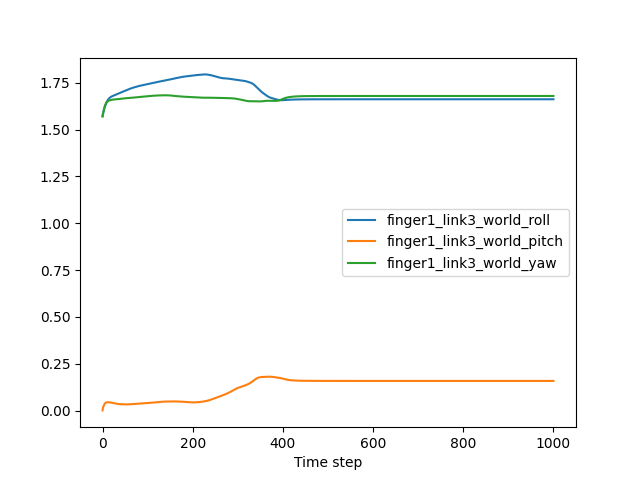 1.75
1.50
1.25
1.00
0.75
0.50
0.25
0.00
finger1_link3_world_roll
finger1_link3_world_pitch
finger1_link3_world_yaw
0 200 400 600 800 1000
Time step